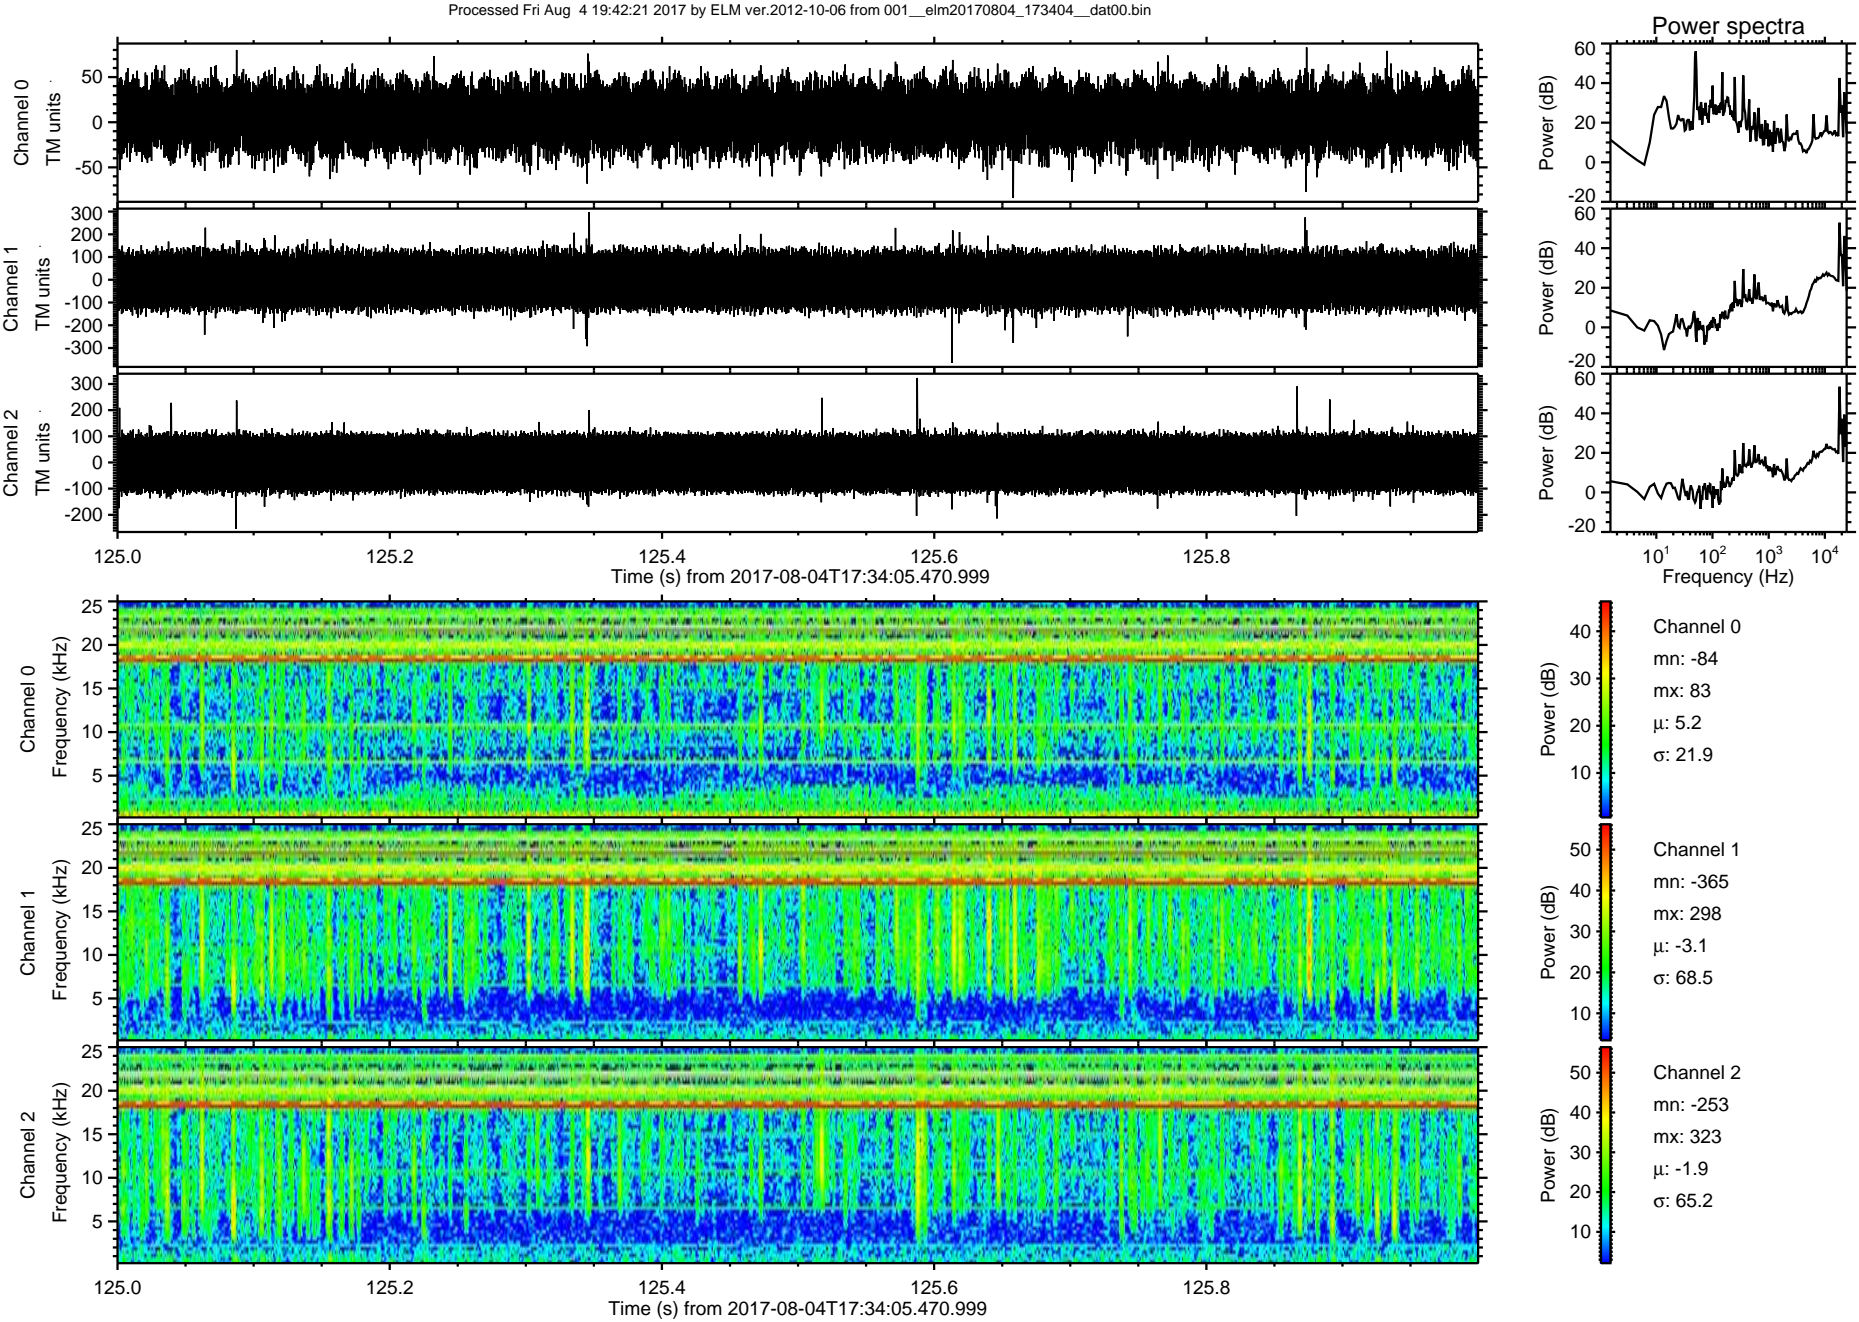 Processed Fri Aug  4 19:42:21 2017 by ELM ver.2012-10-06 from 001__elm20170804_173404__dat00.bin
Power spectra
Channel 0
TM units
50
0
-50
Power (dB)
60
40
20
0
-20
Channel 1
TM units
300
200
100
0
-100
-200
-300
Power (dB)
60
40
20
0
-20
Channel 2
TM units
300
200
100
0
-100
-200
Power (dB)
60
40
20
0
-20
125.0 125.2 125.4 125.6 125.8
Time (s) from 2017-08-04T17:34:05.470.999
10^1 10^2 10^3 10^4
Frequency (Hz)
Channel 0
Frequency (kHz)
25
20
15
10
5
Power (dB)
40
30
20
10
Channel 0
mn: -84
mx: 83
μ: 5.2
σ: 21.9
Channel 1
Frequency (kHz)
25
20
15
10
5
Power (dB)
50
40
30
20
10
Channel 1
mn: -365
mx: 298
μ: -3.1
σ: 68.5
Channel 2
Frequency (kHz)
25
20
15
10
5
Power (dB)
50
40
30
20
10
Channel 2
mn: -253
mx: 323
μ: -1.9
σ: 65.2
125.0 125.2 125.4 125.6 125.8
Time (s) from 2017-08-04T17:34:05.470.999